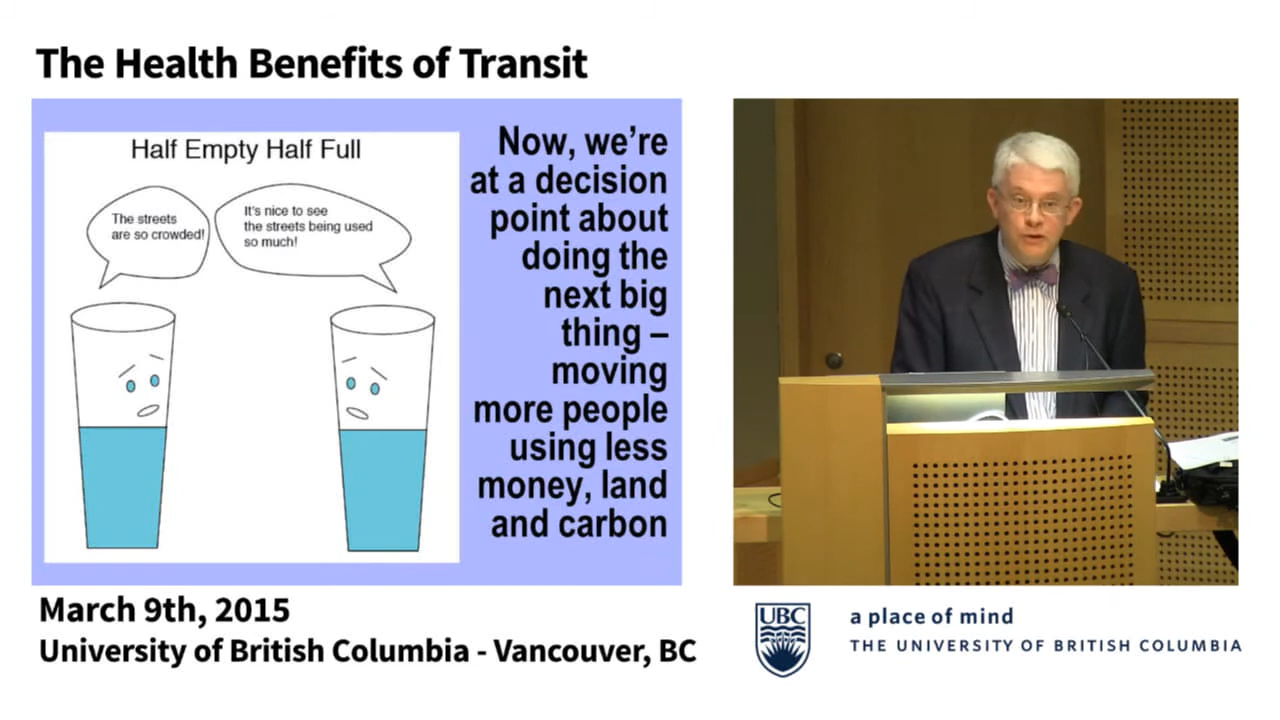 The Health Benefits of Transit
Half Empty Half Full
The streets
are so crowded!
It's nice to see
the streets being used
so much!
Now, we're
at a decision
point about
doing the
next big
thing –
moving
more people
using less
money, land
and carbon
March 9th, 2015
University of British Columbia - Vancouver, BC
UBC
a place of mind
THE UNIVERSITY OF BRITISH COLUMBIA